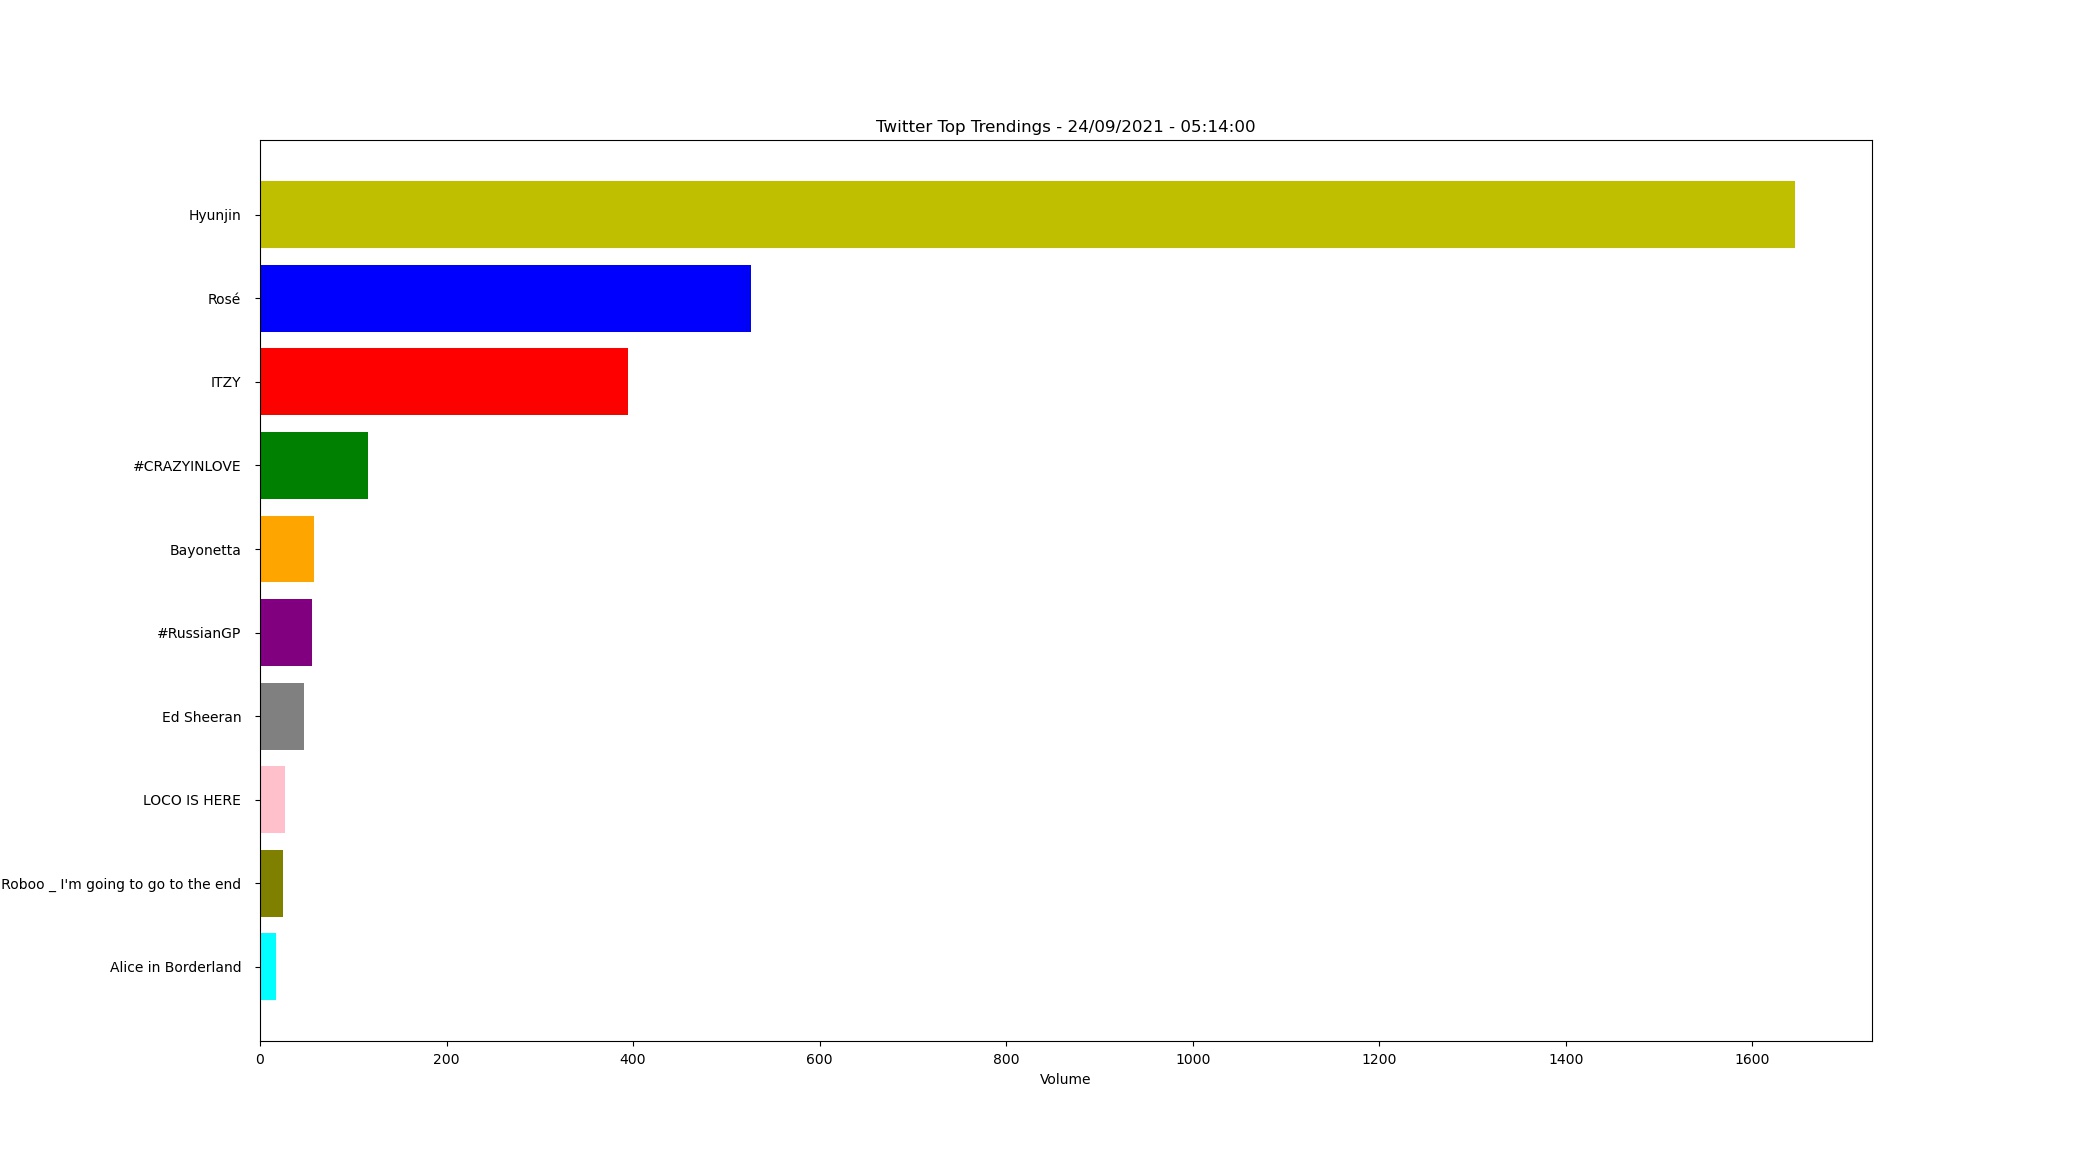 Twitter Top Trendings - 24/09/2021 - 05:14:00
Hyunjin
Rosé
ITZY
#CRAZYINLOVE
Bayonetta
#RussianGP
Ed Sheeran
LOCO IS HERE
Roboo _ I'm going to go to the end
Alice in Borderland
0 200 400 600 800 1000 1200 1400 1600
Volume